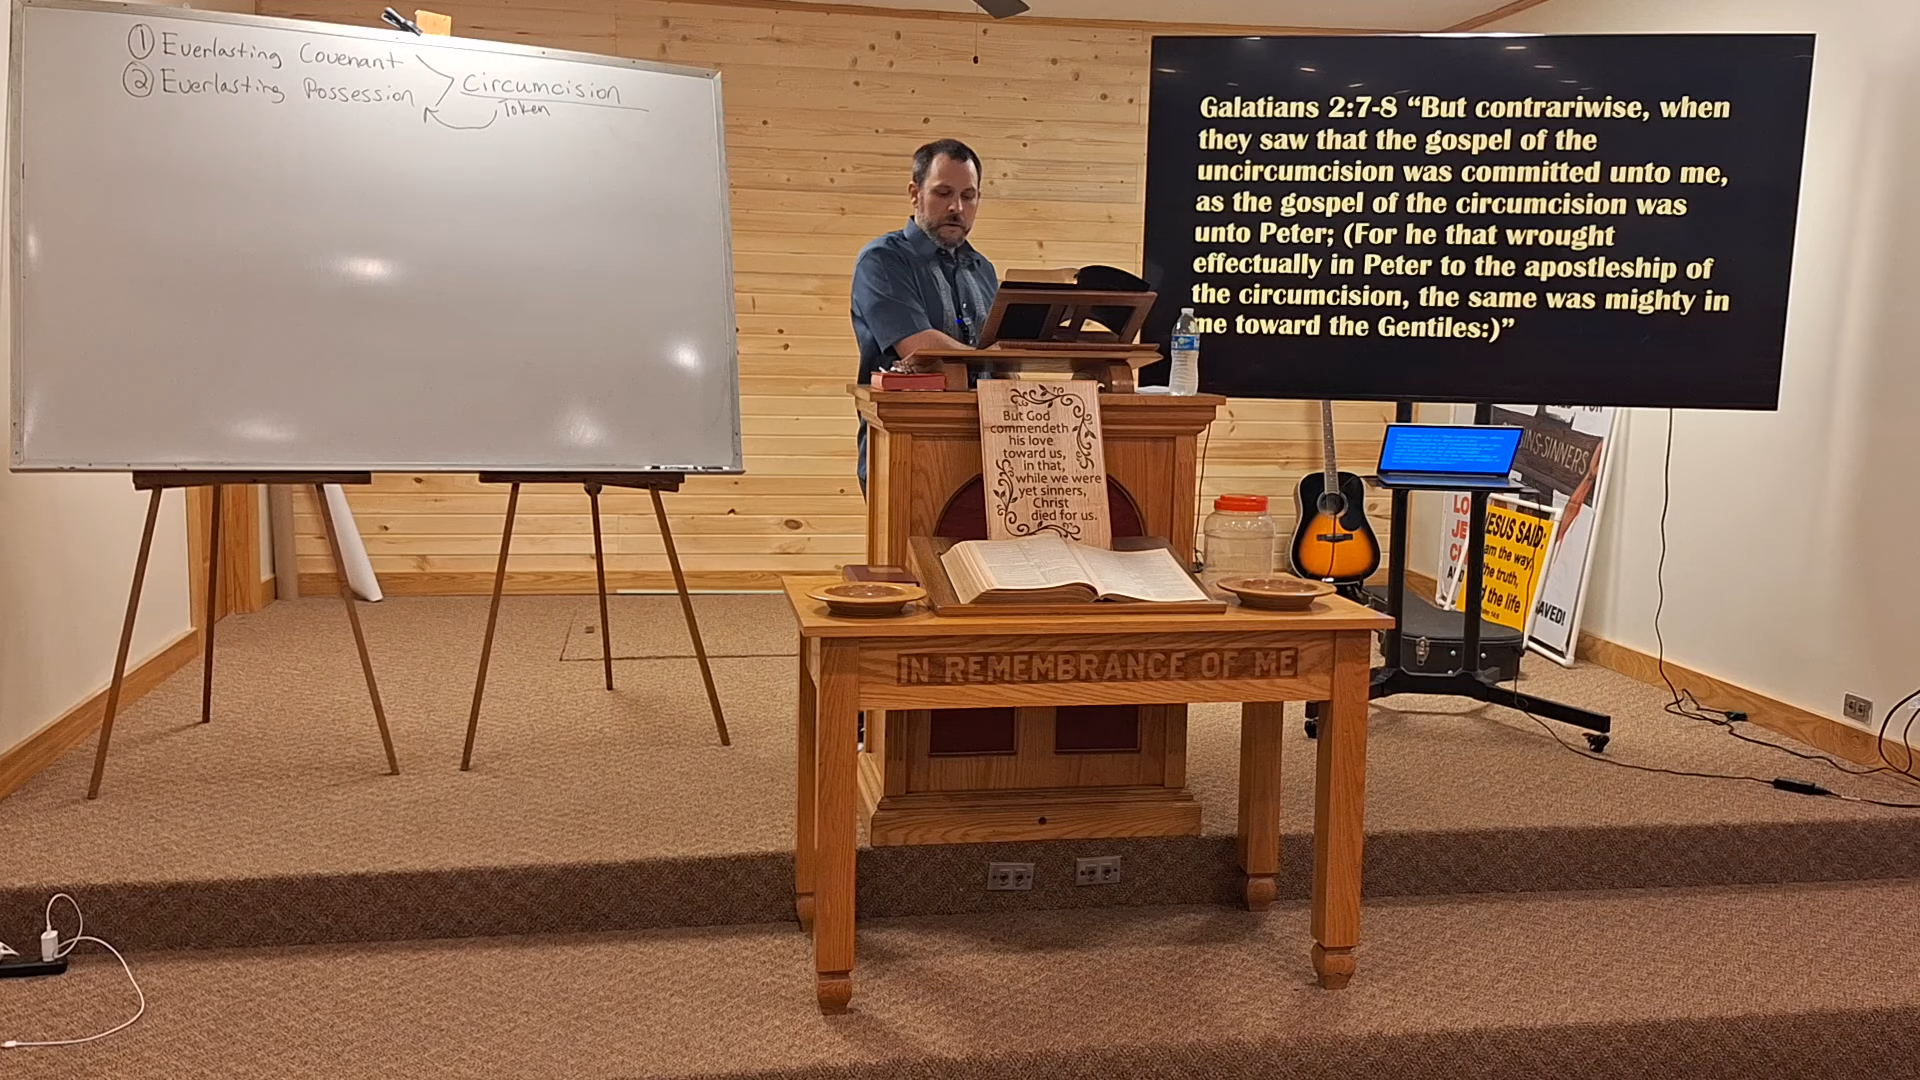 ① Everlasting Covenant
② Everlasting Possession
Circumcision
Token
Galatians 2:7-8 “But contrariwise, when
they saw that the gospel of the
uncircumcision was committed unto me,
as the gospel of the circumcision was
unto Peter; (For he that wrought
effectually in Peter to the apostleship of
the circumcision, the same was mighty in
me toward the Gentiles:)”
But God
commendeth
his love
toward us,
in that,
while we were
yet sinners,
Christ
died for us.
IN REMEMBRANCE OF ME
SINNERS
JESUS SAID:
am the way,
the truth,
the life